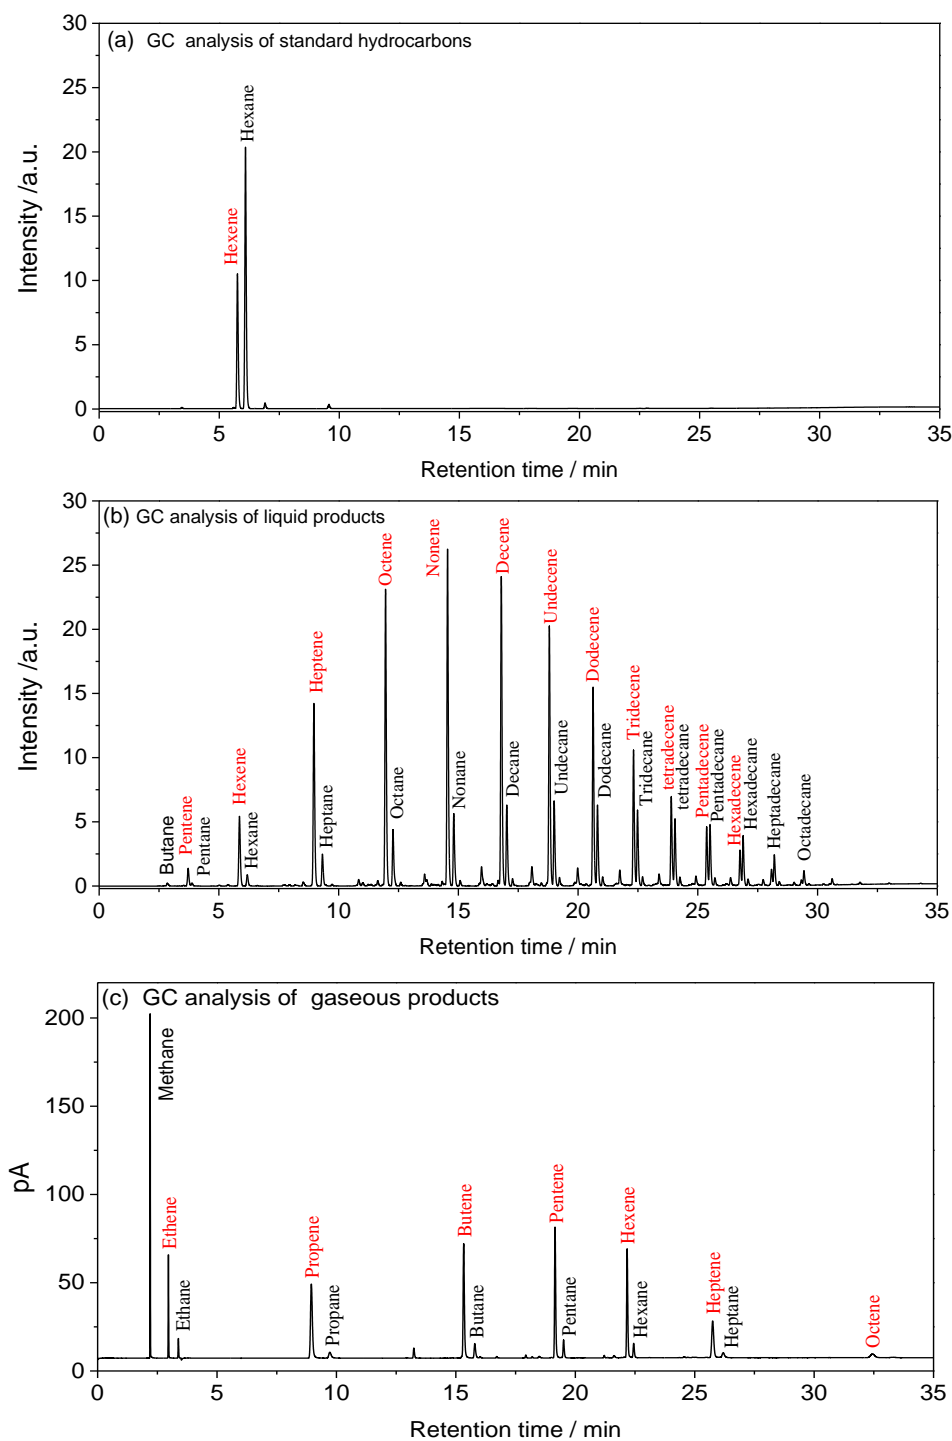 (a) GC analysis of standard hydrocarbons
30
25
20
15
10
5
0
Intensity /a.u.
Hexene
Hexane
0 5 10 15 20 25 30 35
Retention time / min
(b) GC analysis of liquid products
30
25
20
15
10
5
0
Intensity /a.u.
Butane
Pentene
Pentane
Hexene
Hexane
Heptene
Heptane
Octene
Octane
Nonene
Nonane
Decene
Decane
Undecene
Undecane
Dodecene
Dodecane
Tridecene
Tridecane
tetradecene
tetradecane
Pentadecene
Pentadecane
Hexadecene
Hexadecane
Heptadecane
Octadecane
0 5 10 15 20 25 30 35
Retention time / min
(c) GC analysis of gaseous products
200
150
100
50
0
pA
Methane
Ethene
Ethane
Propene
Propane
Butene
Butane
Pentene
Pentane
Hexene
Hexane
Heptene
Heptane
Octene
0 5 10 15 20 25 30 35
Retention time / min